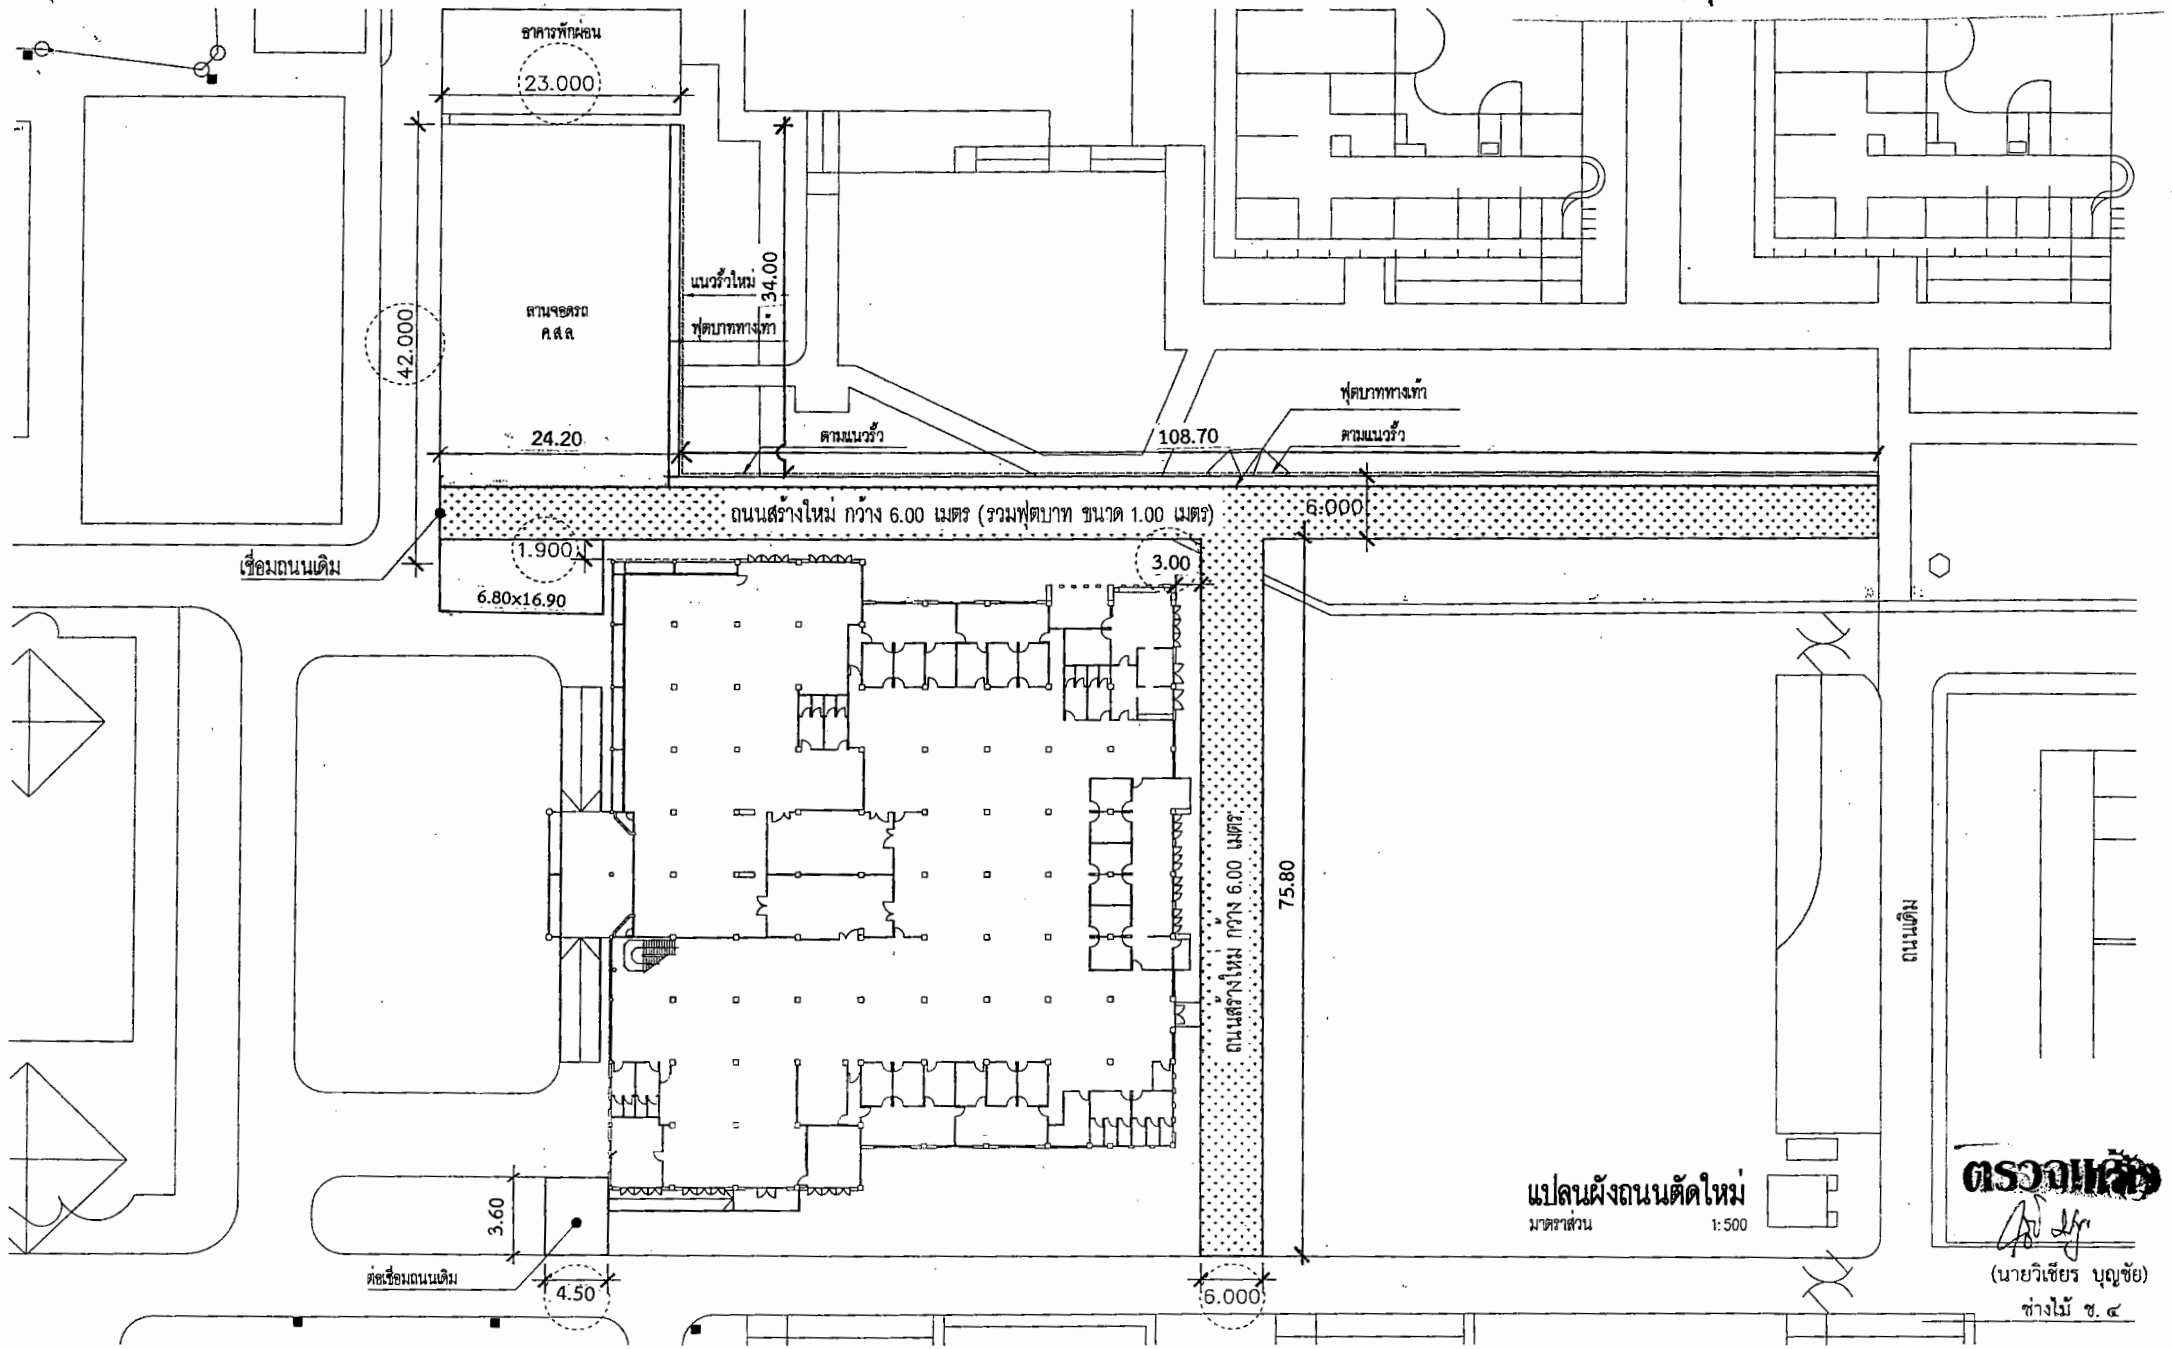 อาคารพักผ่อน
23.000
34.00
แนวรั้วใหม่
ลานจอดรถ
ค.ส.ล.
ฟุตบาททางเท้า
42.000
ฟุตบาททางเท้า
24.20
ตามแนวรั้ว
108.70
ตามแนวรั้ว
ถนนสร้างใหม่ กว้าง 6.00 เมตร (รวมฟุตบาท ขนาด 1.00 เมตร)
6.000
เชื่อมถนนเดิม
1.900
3.00
6.80x16.90
ถนนสร้างใหม่ กว้าง 6.00 เมตร
75.80
ถนนเดิม
3.60
แปลนผังถนนตัดใหม่
มาตราส่วน 1:500
ตรวจแล้ว
ต่อเชื่อมถนนเดิม
4.50
6.000
(นายวิเชียร บุญชัย)
ช่างไม้ ช. ๔